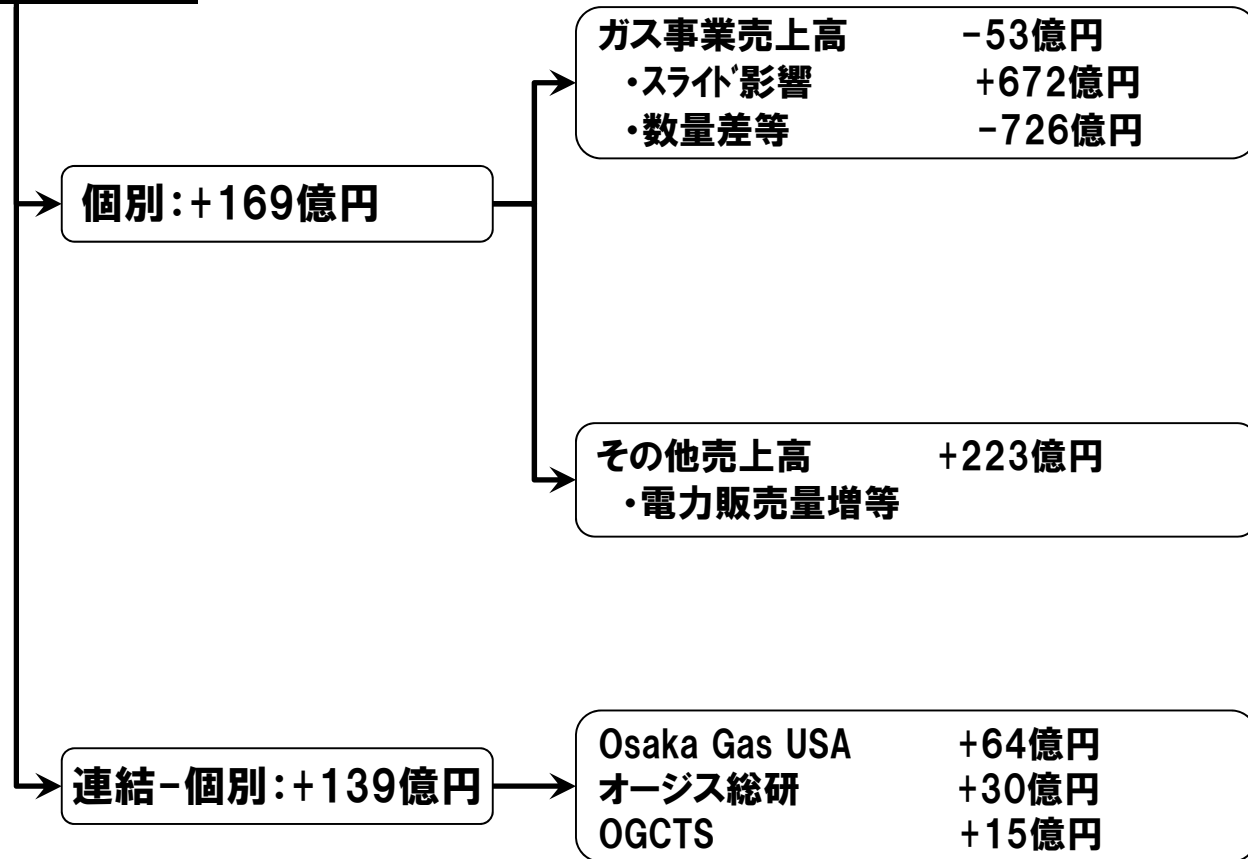 ガス事業売上高 -53億円
・スライド影響 +672億円
・数量差等 -726億円
個別:+169億円
その他売上高 +223億円
・電力販売量増等
連結-個別:+139億円
Osaka Gas USA +64億円
オージス総研 +30億円
OGCTS +15億円